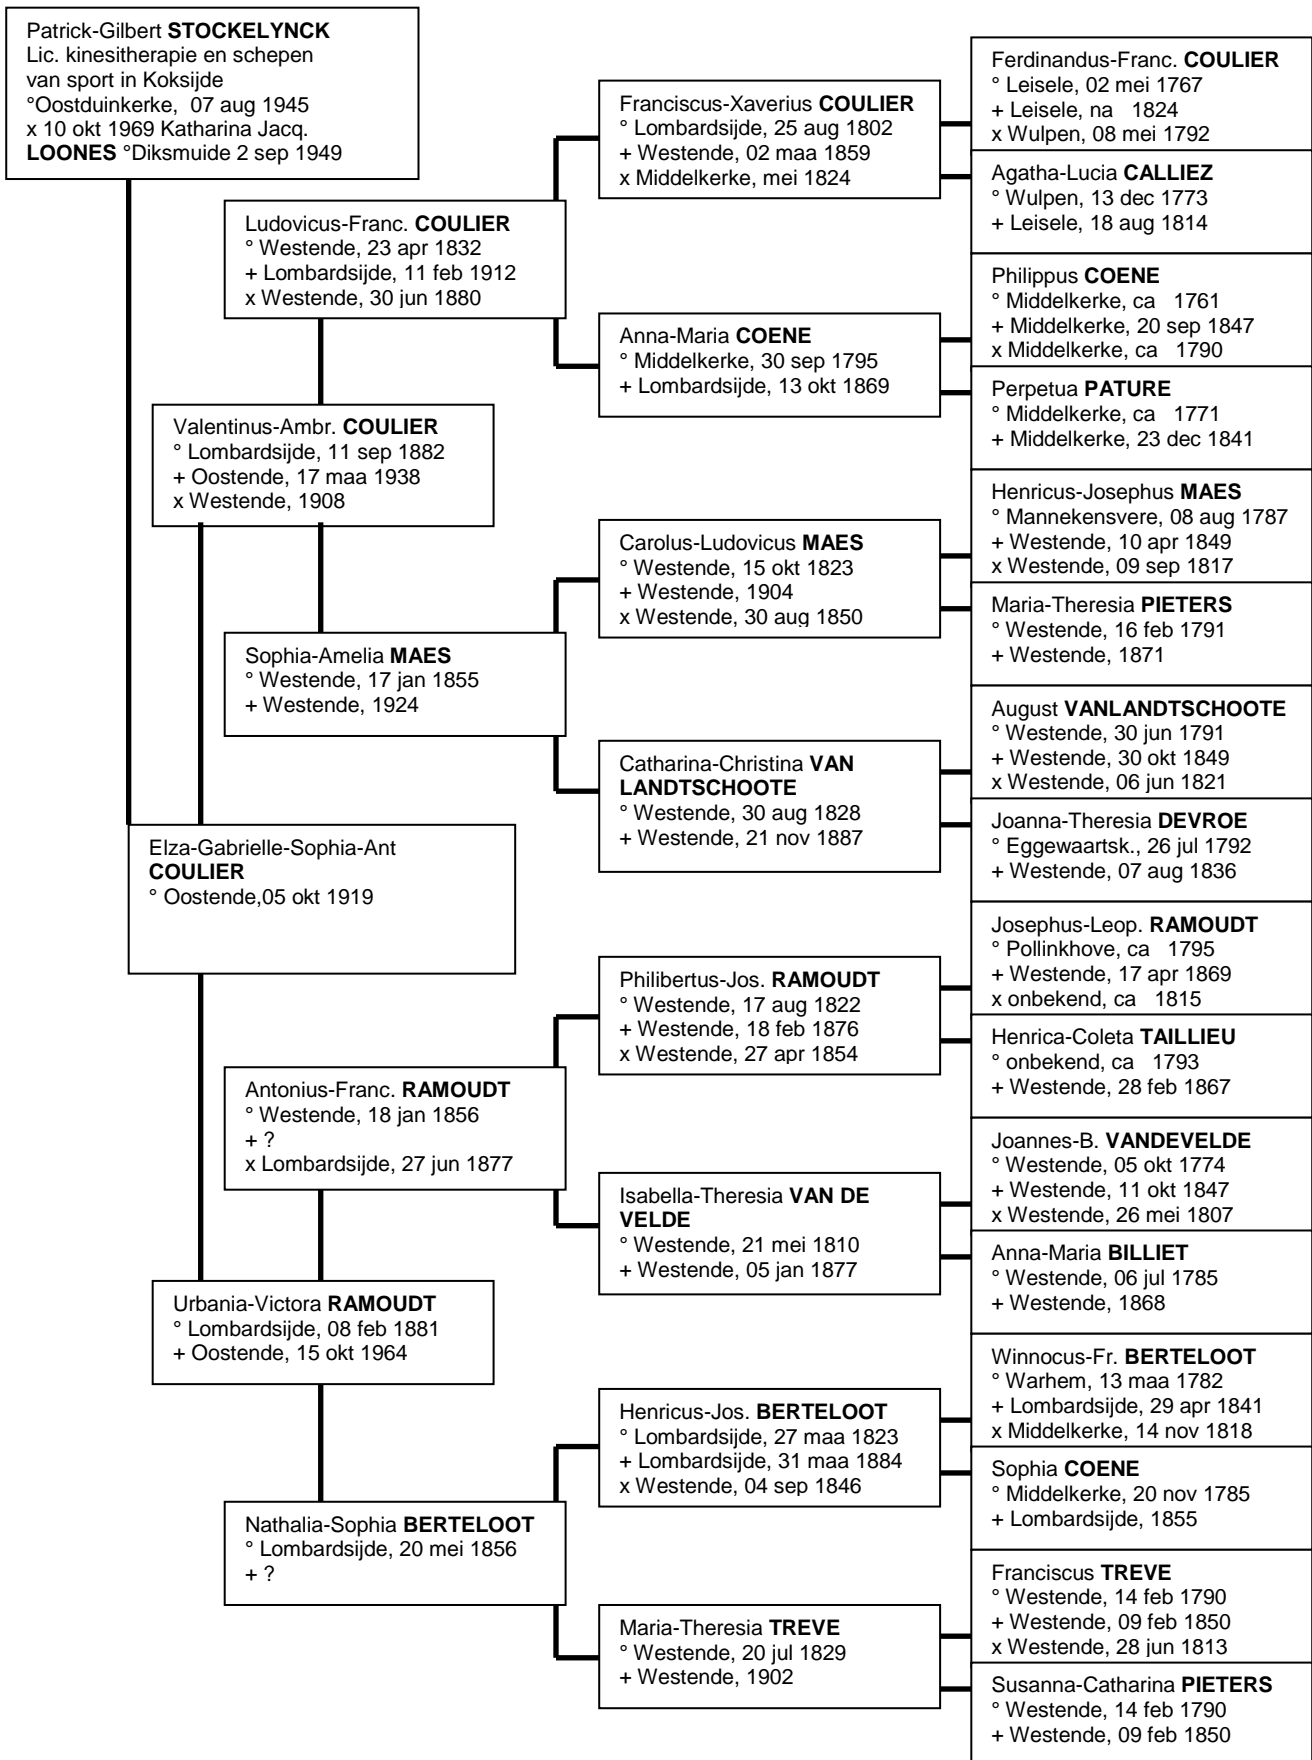 Patrick-Gilbert STOCKELYNCK
Lic. kinesitherapie en schepen
van sport in Koksijde
°Oostduinkerke, 07 aug 1945
x 10 okt 1969 Katharina Jacq.
LOONES °Diksmuide 2 sep 1949
Elza-Gabrielle-Sophia-Ant
COULIER
° Oostende,05 okt 1919
Valentinus-Ambr. COULIER
° Lombardsijde, 11 sep 1882
+ Oostende, 17 maa 1938
x Westende, 1908
Urbania-Victora RAMOUDT
° Lombardsijde, 08 feb 1881
+ Oostende, 15 okt 1964
Ludovicus-Franc. COULIER
° Westende, 23 apr 1832
+ Lombardsijde, 11 feb 1912
x Westende, 30 jun 1880
Sophia-Amelia MAES
° Westende, 17 jan 1855
+ Westende, 1924
Antonius-Franc. RAMOUDT
° Westende, 18 jan 1856
+ ?
x Lombardsijde, 27 jun 1877
Nathalia-Sophia BERTELOOT
° Lombardsijde, 20 mei 1856
+ ?
Franciscus-Xaverius COULIER
° Lombardsijde, 25 aug 1802
+ Westende, 02 maa 1859
x Middelkerke, mei 1824
Anna-Maria COENE
° Middelkerke, 30 sep 1795
+ Lombardsijde, 13 okt 1869
Carolus-Ludovicus MAES
° Westende, 15 okt 1823
+ Westende, 1904
x Westende, 30 aug 1850
Catharina-Christina VAN
LANDTSCHOOTE
° Westende, 30 aug 1828
+ Westende, 21 nov 1887
Philibertus-Jos. RAMOUDT
° Westende, 17 aug 1822
+ Westende, 18 feb 1876
x Westende, 27 apr 1854
Isabella-Theresia VAN DE
VELDE
° Westende, 21 mei 1810
+ Westende, 05 jan 1877
Henricus-Jos. BERTELOOT
° Lombardsijde, 27 maa 1823
+ Lombardsijde, 31 maa 1884
x Westende, 04 sep 1846
Maria-Theresia TREVE
° Westende, 20 jul 1829
+ Westende, 1902
Ferdinandus-Franc. COULIER
° Leisele, 02 mei 1767
+ Leisele, na 1824
x Wulpen, 08 mei 1792
Agatha-Lucia CALLIEZ
° Wulpen, 13 dec 1773
+ Leisele, 18 aug 1814
Philippus COENE
° Middelkerke, ca 1761
+ Middelkerke, 20 sep 1847
x Middelkerke, ca 1790
Perpetua PATURE
° Middelkerke, ca 1771
+ Middelkerke, 23 dec 1841
Henricus-Josephus MAES
° Mannekensvere, 08 aug 1787
+ Westende, 10 apr 1849
x Westende, 09 sep 1817
Maria-Theresia PIETERS
° Westende, 16 feb 1791
+ Westende, 1871
August VANLANDTSCHOOTE
° Westende, 30 jun 1791
+ Westende, 30 okt 1849
x Westende, 06 jun 1821
Joanna-Theresia DEVROE
° Eggewaartsk., 26 jul 1792
+ Westende, 07 aug 1836
Josephus-Leop. RAMOUDT
° Pollinkhove, ca 1795
+ Westende, 17 apr 1869
x onbekend, ca 1815
Henrica-Coleta TAILLIEU
° onbekend, ca 1793
+ Westende, 28 feb 1867
Joannes-B. VANDEVELDE
° Westende, 05 okt 1774
+ Westende, 11 okt 1847
x Westende, 26 mei 1807
Anna-Maria BILLIET
° Westende, 06 jul 1785
+ Westende, 1868
Winnocus-Fr. BERTELOOT
° Warhem, 13 maa 1782
+ Lombardsijde, 29 apr 1841
x Middelkerke, 14 nov 1818
Sophia COENE
° Middelkerke, 20 nov 1785
+ Lombardsijde, 1855
Franciscus TREVE
° Westende, 14 feb 1790
+ Westende, 09 feb 1850
x Westende, 28 jun 1813
Susanna-Catharina PIETERS
° Westende, 14 feb 1790
+ Westende, 09 feb 1850